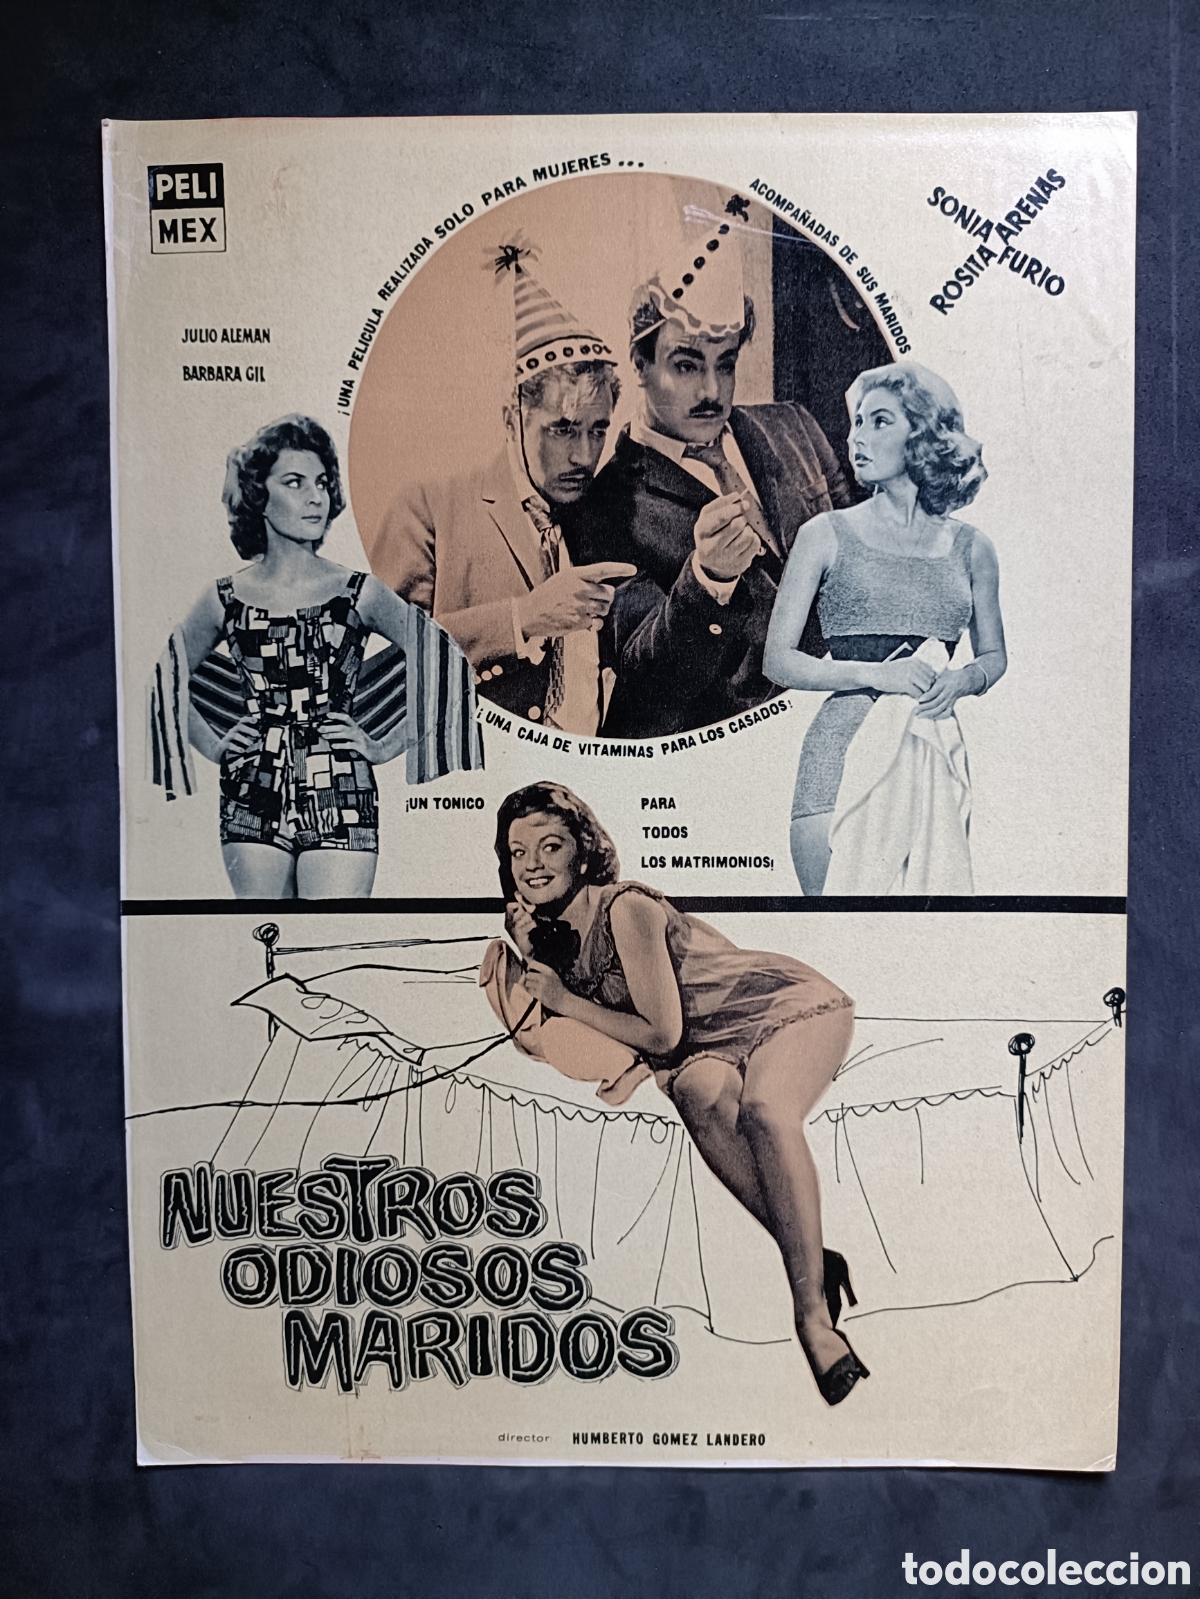 PELI
MEX
¡UNA PELICULA REALIZADA SOLO PARA MUJERES...
ACOMPAÑADAS DE SUS MARIDOS
SONIA FURIO
ROSITA ARENAS
JULIO ALEMAN
BARBARA GIL
¡UNA CAJA DE VITAMINAS PARA LOS CASADOS!
¡UN TONICO PARA
TODOS
LOS MATRIMONIOS!
NUESTROS
ODIOSOS
MARIDOS
director HUMBERTO GOMEZ LANDERO
todocoleccion